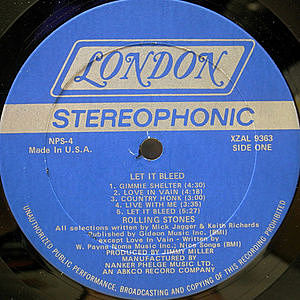 LONDON
STEREOPHONIC
NPS-4
XZAL 9363
Made in U.S.A.
SIDE ONE
LET IT BLEED
1. GIMMIE SHELTER (4:30)
2. LOVE IN VAIN (4:18)
3. COUNTRY HONK (3:00)
4. LIVE WITH ME (3:35)
5. LET IT BLEED (5:27)
ROLLING STONES
All selections written by Mick Jagger & Keith Richards
Published by Gideon Music Inc. (BMI)
except Love In Vain - Written by
W. Payne-Noma Music Inc., Nice Songs (BMI)
PRODUCED BY JIMMY MILLER
MANUFACTURED BY
NANKER PHELGE MUSIC LTD.
AN ABKCO RECORD COMPANY
UNAUTHORIZED PUBLIC PERFORMANCE, BROADCASTING AND COPYING OF THIS RECORD PROHIBITED